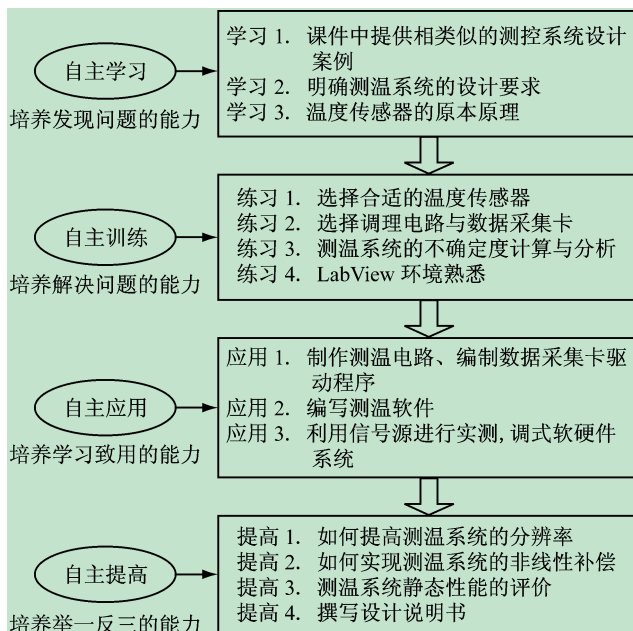 自主学习
培养发现问题的能力
学习 1. 课件中提供相类似的测控系统设计
案例
学习 2. 明确测温系统的设计要求
学习 3. 温度传感器的原本原理
自主训练
培养解决问题的能力
练习 1. 选择合适的温度传感器
练习 2. 选择调理电路与数据采集卡
练习 3. 测温系统的不确定度计算与分析
练习 4. LabView 环境熟悉
自主应用
培养学习致用的能力
应用 1. 制作测温电路、编制数据采集卡驱
动程序
应用 2. 编写测温软件
应用 3. 利用信号源进行实测,调式软硬件
系统
自主提高
培养举一反三的能力
提高 1. 如何提高测温系统的分辨率
提高 2. 如何实现测温系统的非线性补偿
提高 3. 测温系统静态性能的评价
提高 4. 撰写设计说明书